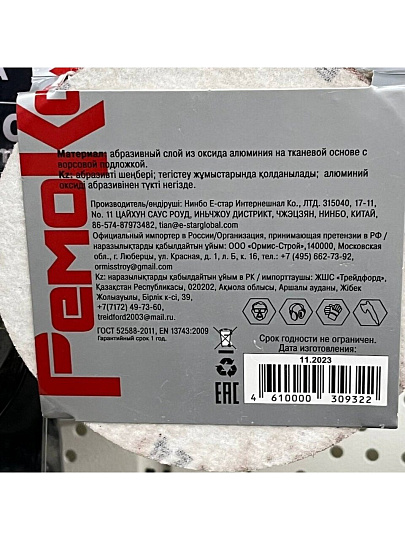 РемоКо
Материал: абразивный слой из оксида алюминия на тканевой основе с
ворсовой подложкой.
Kz: абразивті шеңбері; тегістеу жұмыстарында қолданылады; алюминий
оксиді абразивінен түкті негізде.
Производитель/өндіруші: Нинбо Е-стар Интернешнал Ко., ЛТД. 315040, 17-11,
No. 11 ЦАЙХУН САУС РОУД, ИНЬЧЖОУ ДИСТРИКТ, ЧЖЭЦЗЯН, НИНБО, КИТАЙ,
86-574-87973482, tian@e-starglobal.com
Официальный импортер в России/Организация, принимающая претензии в РФ /
наразылықтарды қабылдайтын ұйым: ООО «Ормис-Строй»,140000, Московская
обл., г. Люберцы, ул. Красная, д. 1, л. Б, к. 16, тел.: +7 (495) 662-73-92,
ormisstroy@gmail.com
наразылықтарды қабылдайтын ұйым в РК / импорттаушы: ЖШС «Трейдфорд»,
Қазақстан Республикасы, 020202, Ақмола облысы, Аршалы ауданы, Жібек
Жолыауылы, Бірлік к-сі, 39,
+7(7172) 49-73-60,
treidford2003@mail.ru
ГОСТ 52588-2011, EN 13743:2009
Гарантийный срок 1 год.
Срок годности не ограничен.
Дата изготовления:
11.2023
EAC
4 610000 309322